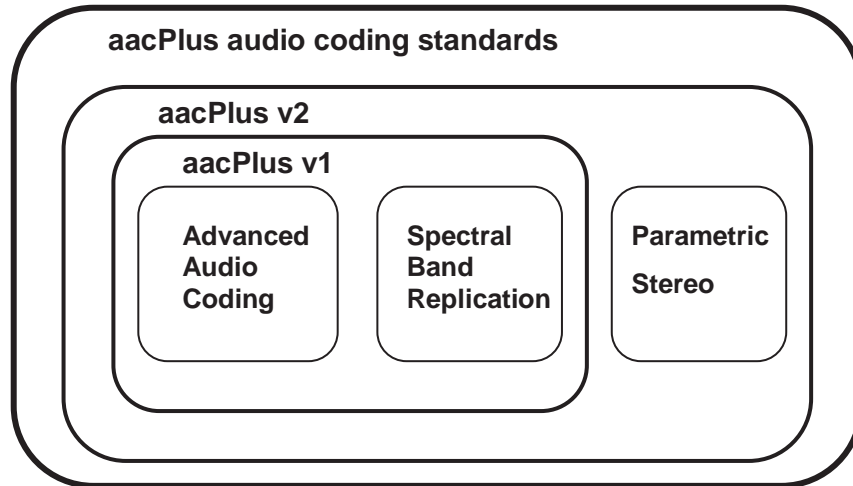 aacPlus audio coding standards
aacPlus v2
aacPlus v1
Advanced
Audio
Coding
Spectral
Band
Replication
Parametric
Stereo